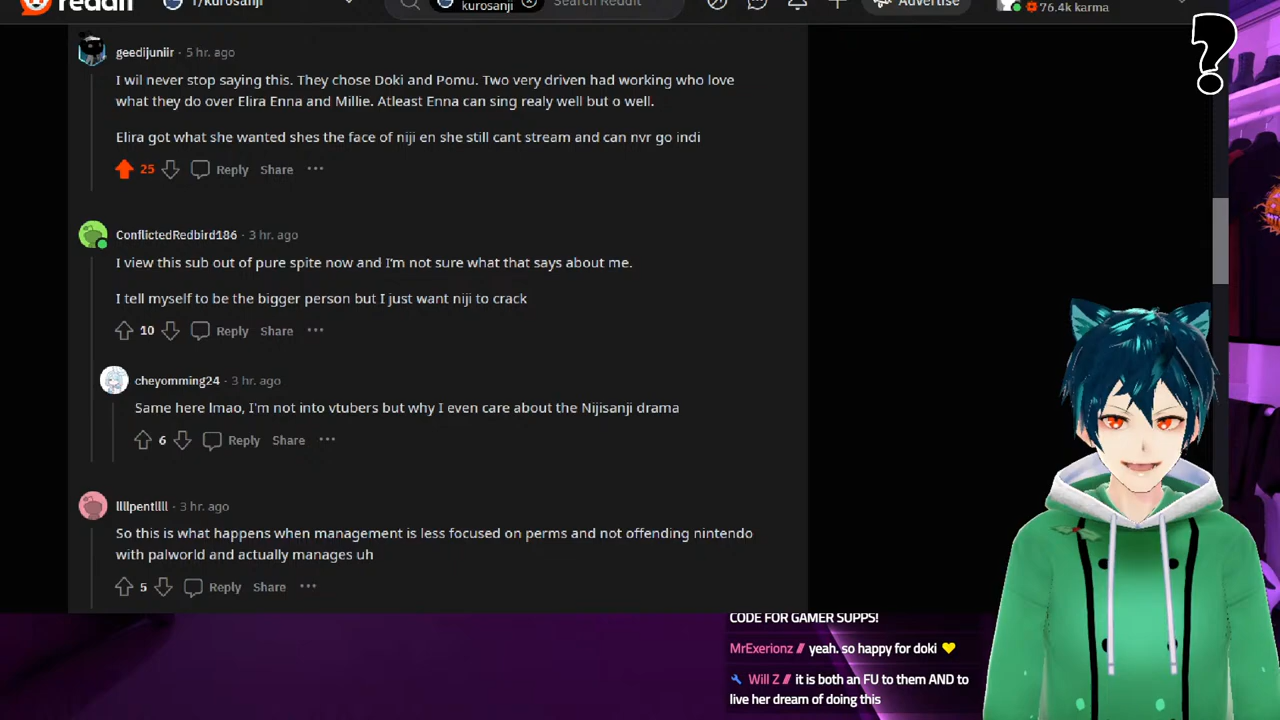 reddit
r/kurosanji
kurosanji
Search Reddit
Advertise
76.4k karma
?
geedijuniir · 5 hr. ago
I wil never stop saying this. They chose Doki and Pomu. Two very driven had working who love
what they do over Elira Enna and Millie. Atleast Enna can sing realy well but o well.
Elira got what she wanted shes the face of niji en she still cant stream and can nvr go indi
25 Reply Share ···
ConflictedRedbird186 · 3 hr. ago
I view this sub out of pure spite now and I'm not sure what that says about me.
I tell myself to be the bigger person but I just want niji to crack
10 Reply Share ···
cheyomming24 · 3 hr. ago
Same here lmao, I'm not into vtubers but why I even care about the Nijisanji drama
6 Reply Share ···
llllpentllll · 3 hr. ago
So this is what happens when management is less focused on perms and not offending nintendo
with palworld and actually manages uh
5 Reply Share ···
CODE FOR GAMER SUPPS!
MrExerionz // yeah. so happy for doki 💛
Will Z // it is both an FU to them AND to
live her dream of doing this